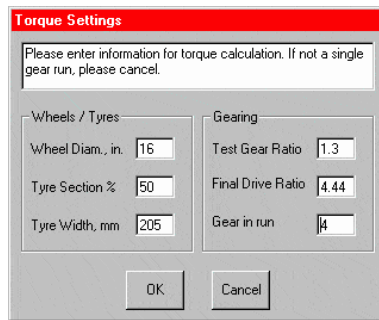 Torque Settings
Please enter information for torque calculation. If not a single
gear run, please cancel.
Wheels / Tyres
Wheel Diam., in. 16
Tyre Section % 50
Tyre Width, mm 205
Gearing
Test Gear Ratio 1.3
Final Drive Ratio 4.44
Gear in run 4
OK
Cancel